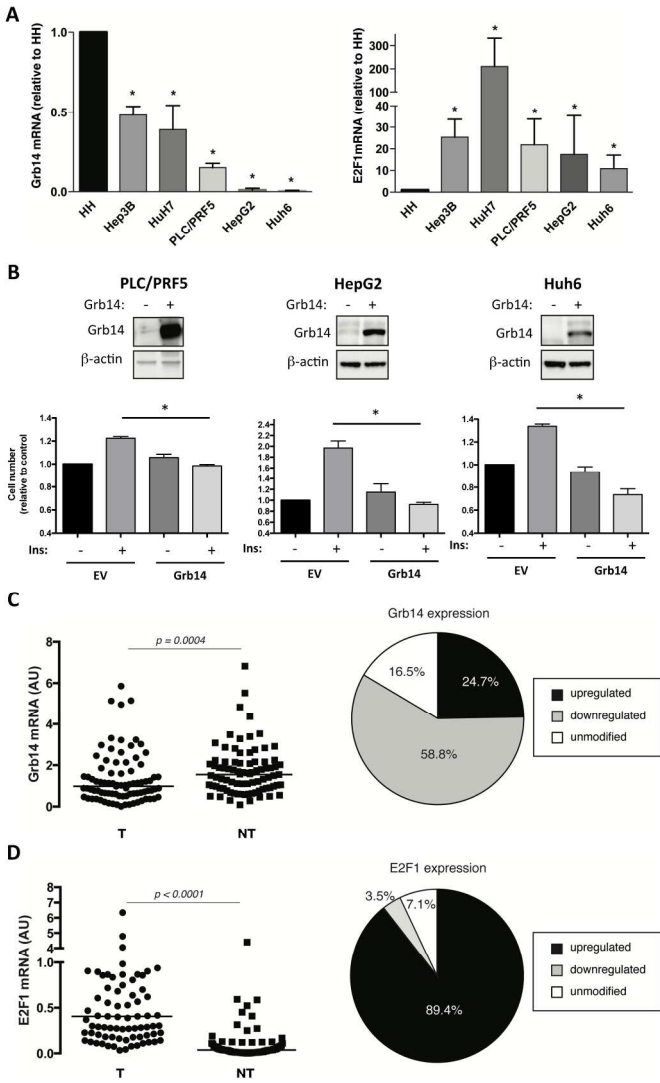 A
Grb14 mRNA (relative to HH)
1.0
0.5
0.0
*
*
*
*
*
HH
Hep3B
HuH7
PLC/PRF5
HepG2
Huh6
E2F1mRNA (relative to HH)
300
200
100
40
30
20
10
0
*
*
*
*
*
HH
Hep3B
HuH7
PLC/PRF5
HepG2
Huh6
B
PLC/PRF5
Grb14: - +
Grb14
β-actin
HepG2
Grb14: - +
Grb14
β-actin
Huh6
Grb14: - +
Grb14
β-actin
Cell number
(relative to control)
1.4
1.2
1.0
0.8
0.6
0.4
*
Ins: - + - +
EV Grb14
2.4
2.2
2.0
1.8
1.6
1.4
1.2
1.0
0.8
0.6
0.4
*
Ins: - + - +
EV Grb14
1.4
1.2
1.0
0.8
0.6
0.4
*
Ins: - + - +
EV Grb14
C
Grb14 mRNA (AU)
8
6
4
2
0
p = 0.0004
T NT
Grb14 expression
16.5%
24.7%
58.8%
upregulated
downregulated
unmodified
D
E2F1 mRNA (AU)
8
7
6
5
4
3
2
1.0
0.5
0.0
p < 0.0001
T NT
E2F1 expression
3.5%
7.1%
89.4%
upregulated
downregulated
unmodified